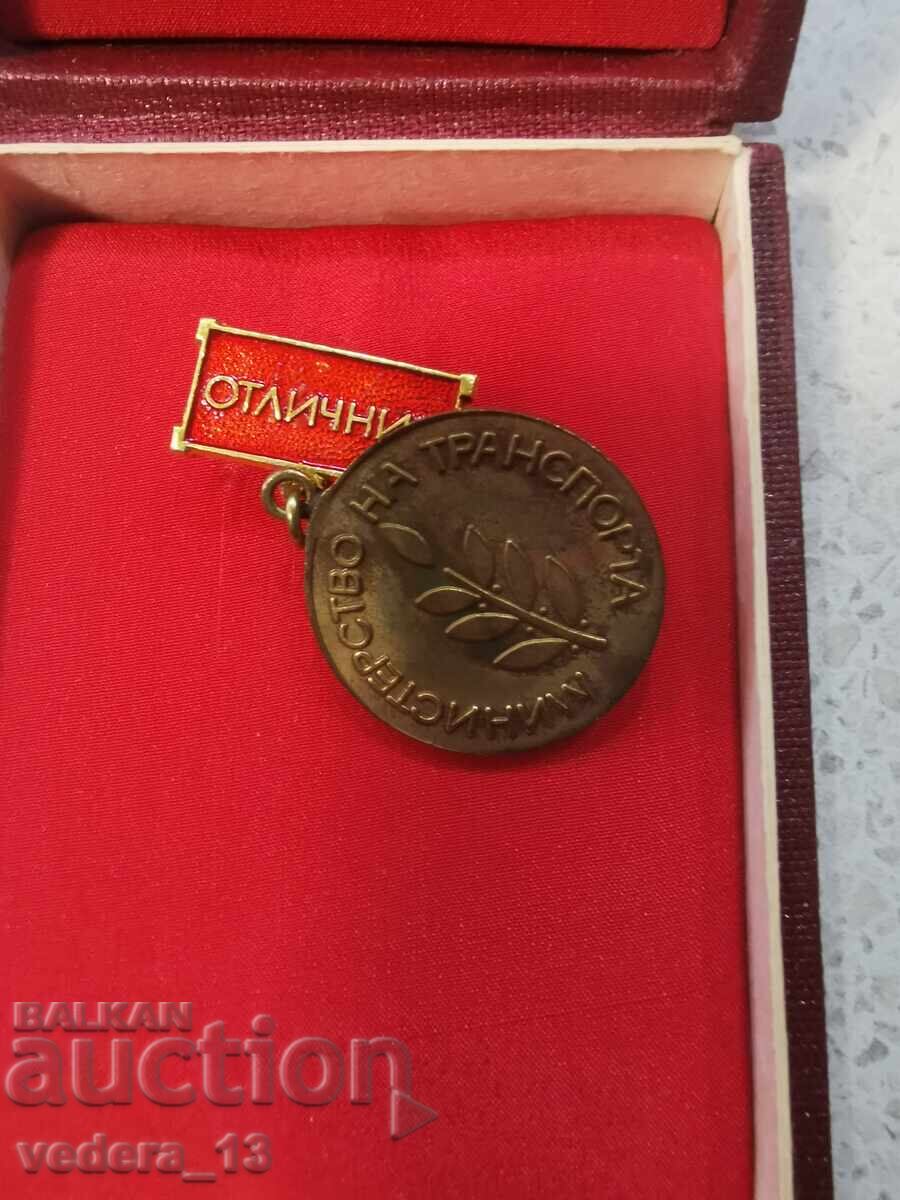 ОТЛИЧНИ
МИНИСТЕРСТВО НА ТРАНСПОРТА
BALKAN
auction
vedera_13